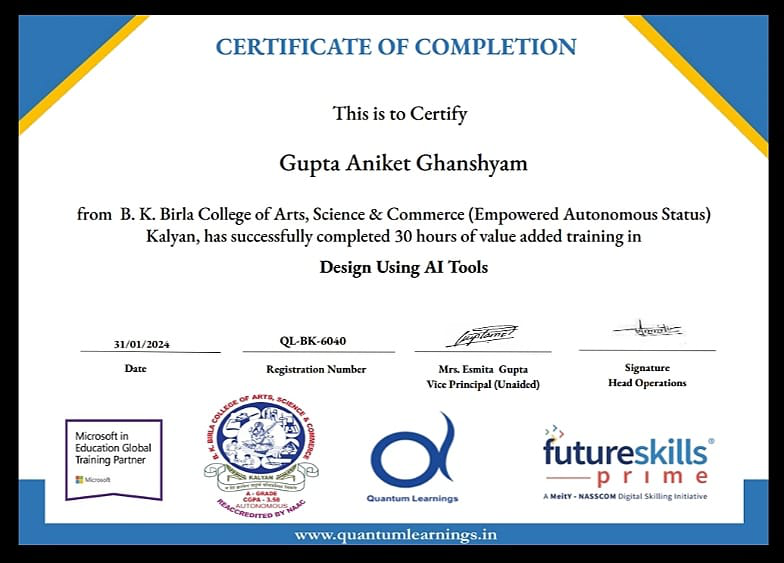 CERTIFICATE OF COMPLETION
This is to Certify
Gupta Aniket Ghanshyam
from B. K. Birla College of Arts, Science & Commerce (Empowered Autonomous Status)
Kalyan, has successfully completed 30 hours of value added training in
Design Using AI Tools
31/01/2024
QL-BK-6040
Date
Registration Number
Mrs. Esmita Gupta
Vice Principal (Unaided)
Signature
Head Operations
Microsoft in
Education Global
Training Partner
Microsoft
B. K. BIRLA COLLEGE OF ARTS, SCIENCE & COMMERCE
KALYAN
A - GRADE
CGPA - 3.58
AUTONOMOUS
REACCREDITED BY NAAC
Quantum Learnings
futureskills®
prime
A MeitY - NASSCOM Digital Skilling Initiative
www.quantumlearnings.in